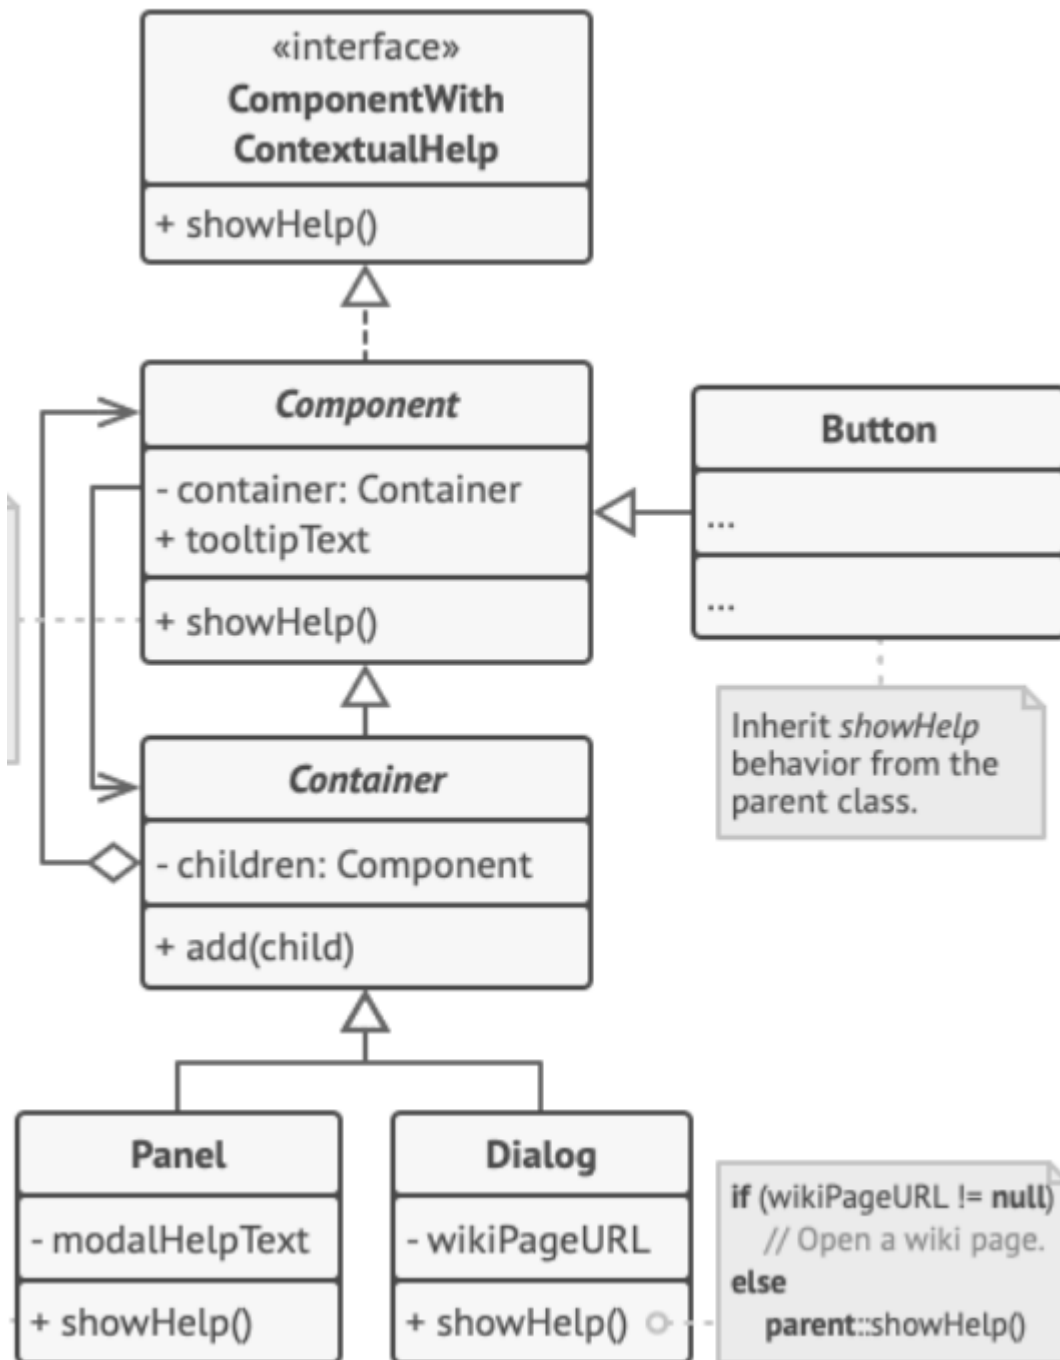 «interface»
ComponentWith
ContextualHelp
+ showHelp()
Component
- container: Container
+ tooltipText
+ showHelp()
Button
...
...
Inherit showHelp
behavior from the
parent class.
Container
- children: Component
+ add(child)
Panel
- modalHelpText
+ showHelp()
Dialog
- wikiPageURL
+ showHelp()
if (wikiPageURL != null)
// Open a wiki page.
else
parent::showHelp()